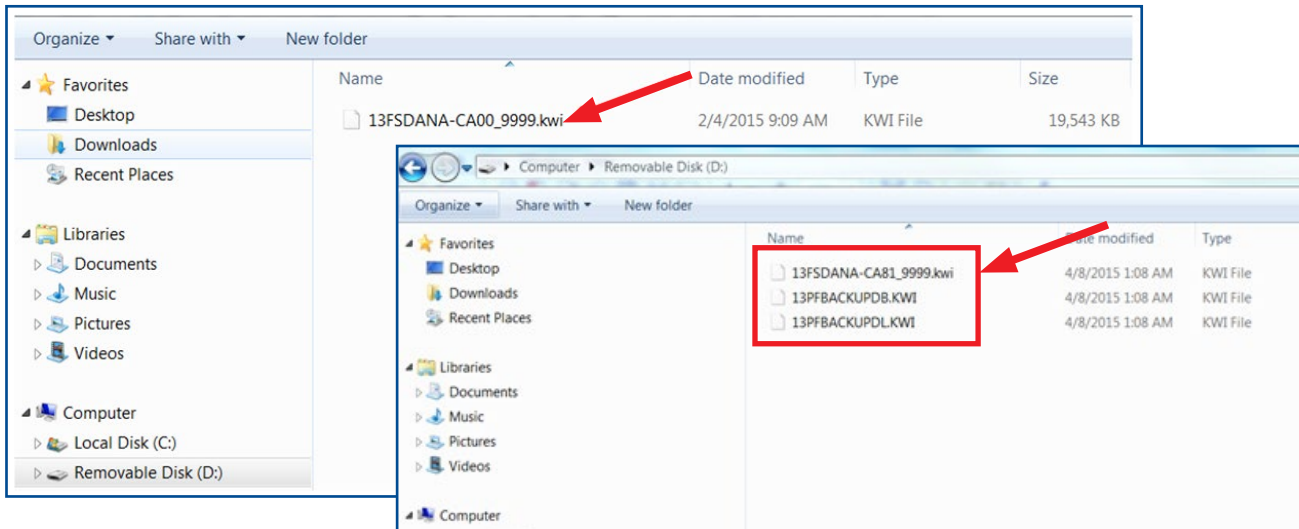 Organize Share with New folder
Favorites
Desktop
Downloads
Recent Places
Libraries
Documents
Music
Pictures
Videos
Computer
Local Disk (C:)
Removable Disk (D:)
Name Date modified Type Size
13FSDANA-CA00_9999.kwi 2/4/2015 9:09 AM KWI File 19,543 KB
Computer Removable Disk (D:)
Organize Share with New folder
Favorites
Desktop
Downloads
Recent Places
Libraries
Documents
Music
Pictures
Videos
Computer
Name Date modified Type
13FSDANA-CA81_9999.kwi 4/8/2015 1:08 AM KWI File
13PFBACKUPDB.KWI 4/8/2015 1:08 AM KWI File
13PFBACKUPDL.KWI 4/8/2015 1:08 AM KWI File